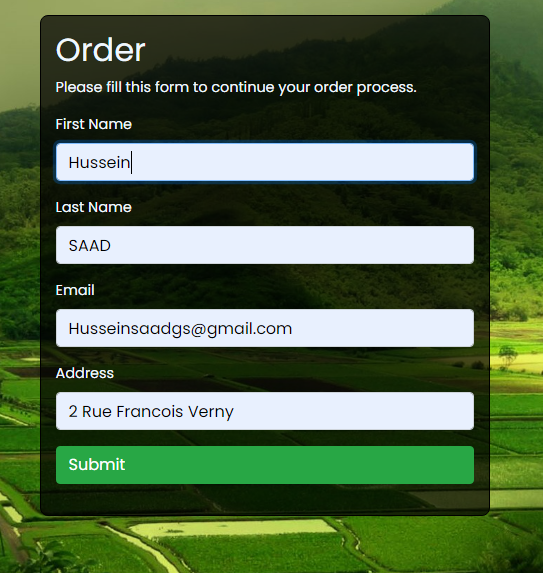 Order
Please fill this form to continue your order process.
First Name
Hussein
Last Name
SAAD
Email
Husseinsaadgs@gmail.com
Address
2 Rue Francois Verny
Submit